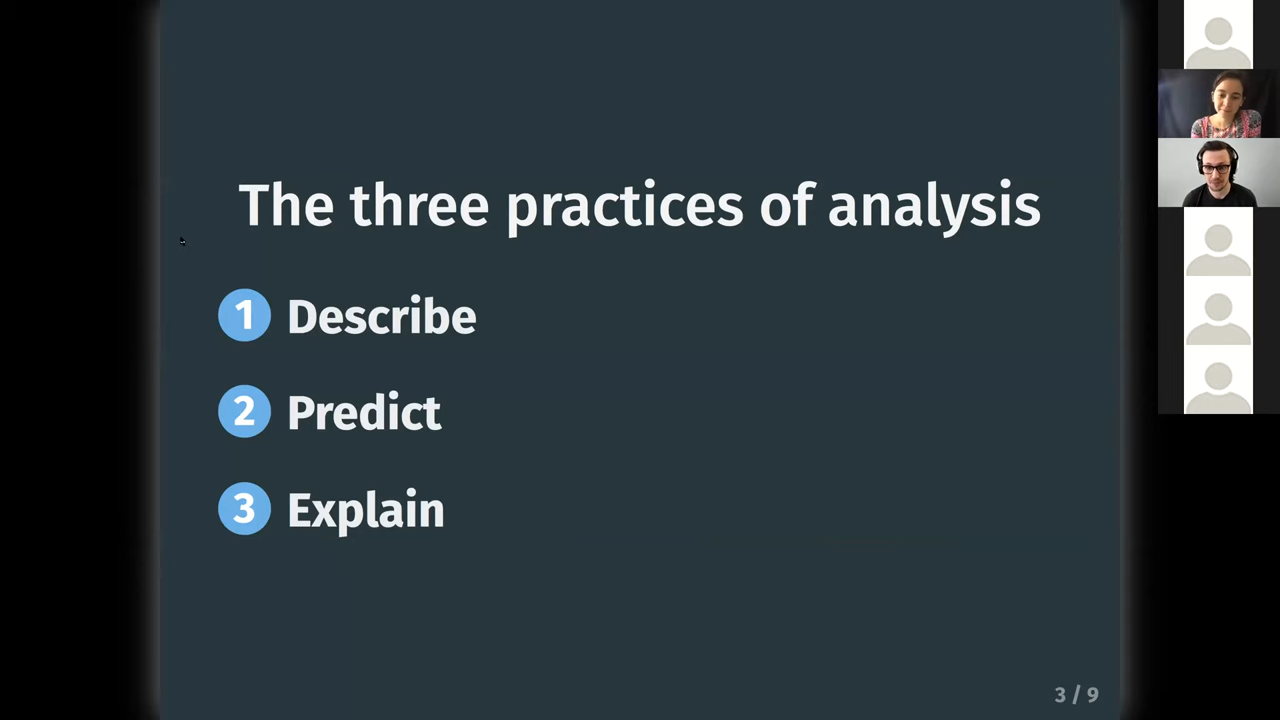 The three practices of analysis
1 Describe
2 Predict
3 Explain
3 / 9